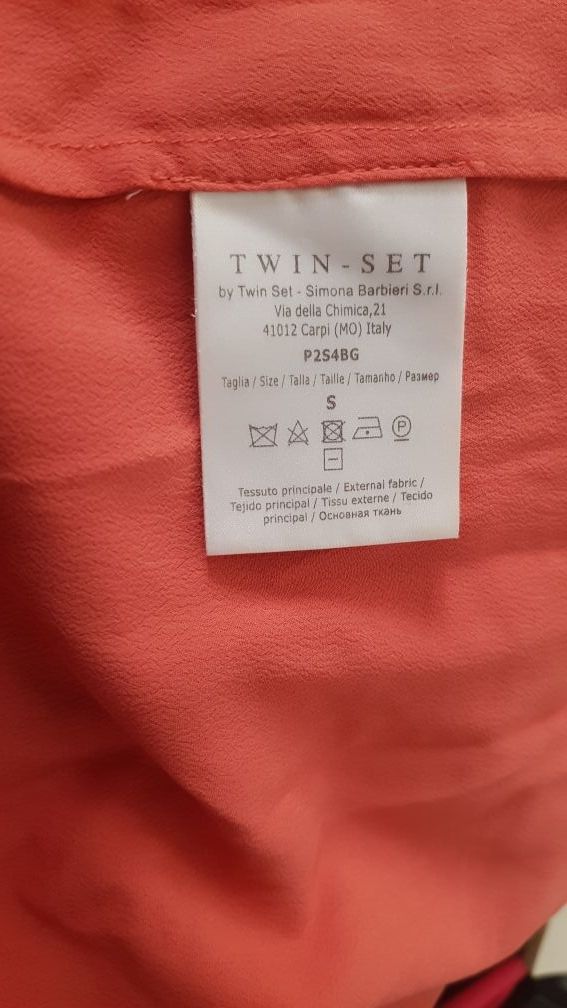 TWIN-SET
by Twin Set - Simona Barbieri S.r.l.
Via della Chimica,21
41012 Carpi (MO) Italy
P2S4BG
Taglia / Size / Talla / Taille / Tamanho / Размер
S
P
Tessuto principale / External fabric /
Tejido principal / Tissu externe / Tecido
principal / Основная ткань